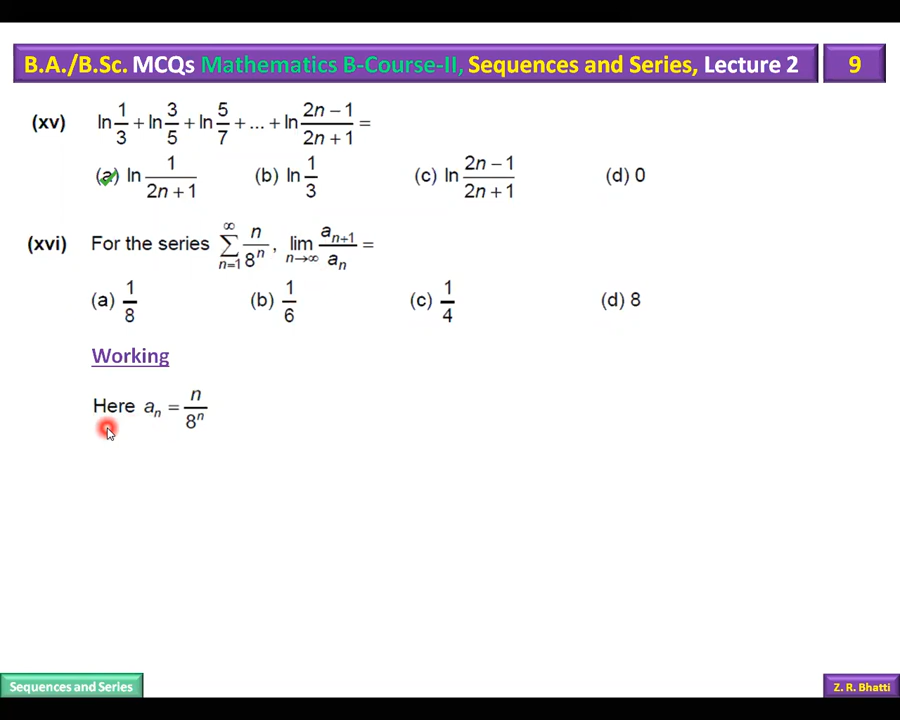 B.A./B.Sc. MCQs Mathematics B-Course-II, Sequences and Series, Lecture 2 9
(xv) ln 1/3 + ln 3/5 + ln 5/7 + ... + ln (2n − 1)/(2n + 1) =
(a) ln 1/(2n + 1) (b) ln 1/3 (c) ln (2n − 1)/(2n + 1) (d) 0
(xvi) For the series ∑_{n=1}^{∞} n/8ⁿ , lim_{n→∞} a_{n+1}/a_n =
(a) 1/8 (b) 1/6 (c) 1/4 (d) 8
Working
Here a_n = n/8ⁿ
Sequences and Series Z. R. Bhatti